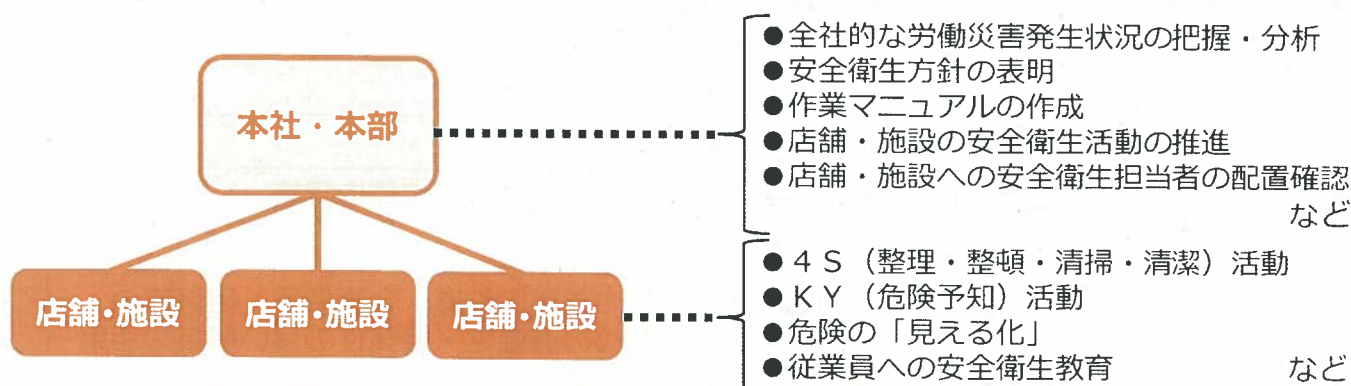 本社・本部
●全社的な労働災害発生状況の把握・分析
●安全衛生方針の表明
●作業マニュアルの作成
●店舗・施設の安全衛生活動の推進
●店舗・施設への安全衛生担当者の配置確認
など
店舗・施設
店舗・施設
店舗・施設
●４Ｓ（整理・整頓・清掃・清潔）活動
●ＫＹ（危険予知）活動
●危険の「見える化」
●従業員への安全衛生教育　など